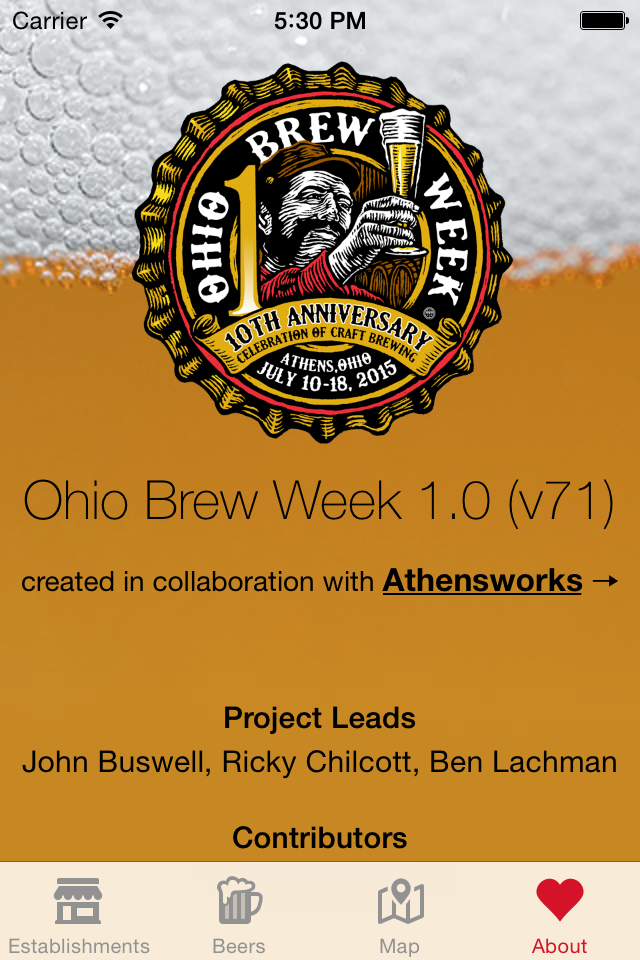 Carrier 5:30 PM
OHIO BREW WEEK
1
10TH ANNIVERSARY
CELEBRATION OF CRAFT BREWING
ATHENS, OHIO
JULY 10-18, 2015
Ohio Brew Week 1.0 (v71)
created in collaboration with Athensworks →
Project Leads
John Buswell, Ricky Chilcott, Ben Lachman
Contributors
Establishments Beers Map About